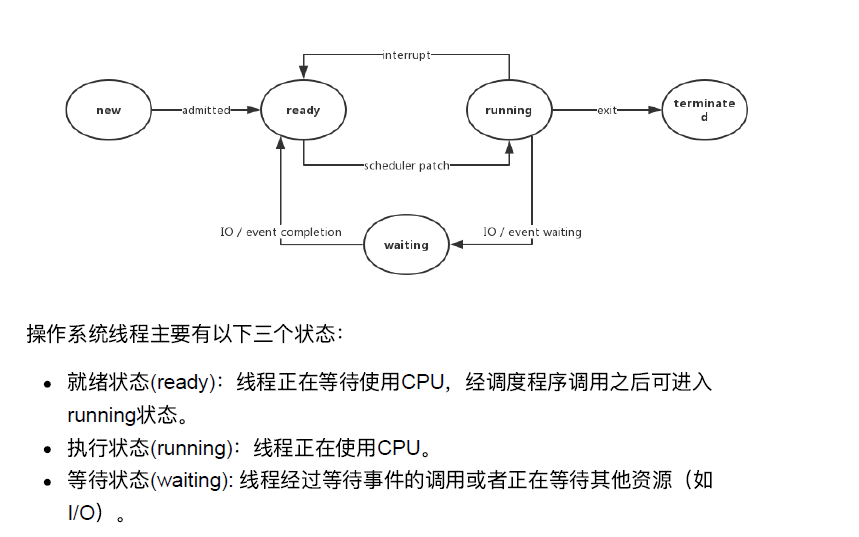 interrupt
new
admitted
ready
running
exit
terminate
d
scheduler patch
IO / event completion
IO / event waiting
waiting
操作系统线程主要有以下三个状态：
• 就绪状态(ready)：线程正在等待使用CPU，经调度程序调用之后可进入
running状态。
• 执行状态(running)：线程正在使用CPU。
• 等待状态(waiting): 线程经过等待事件的调用或者正在等待其他资源（如
I/O）。